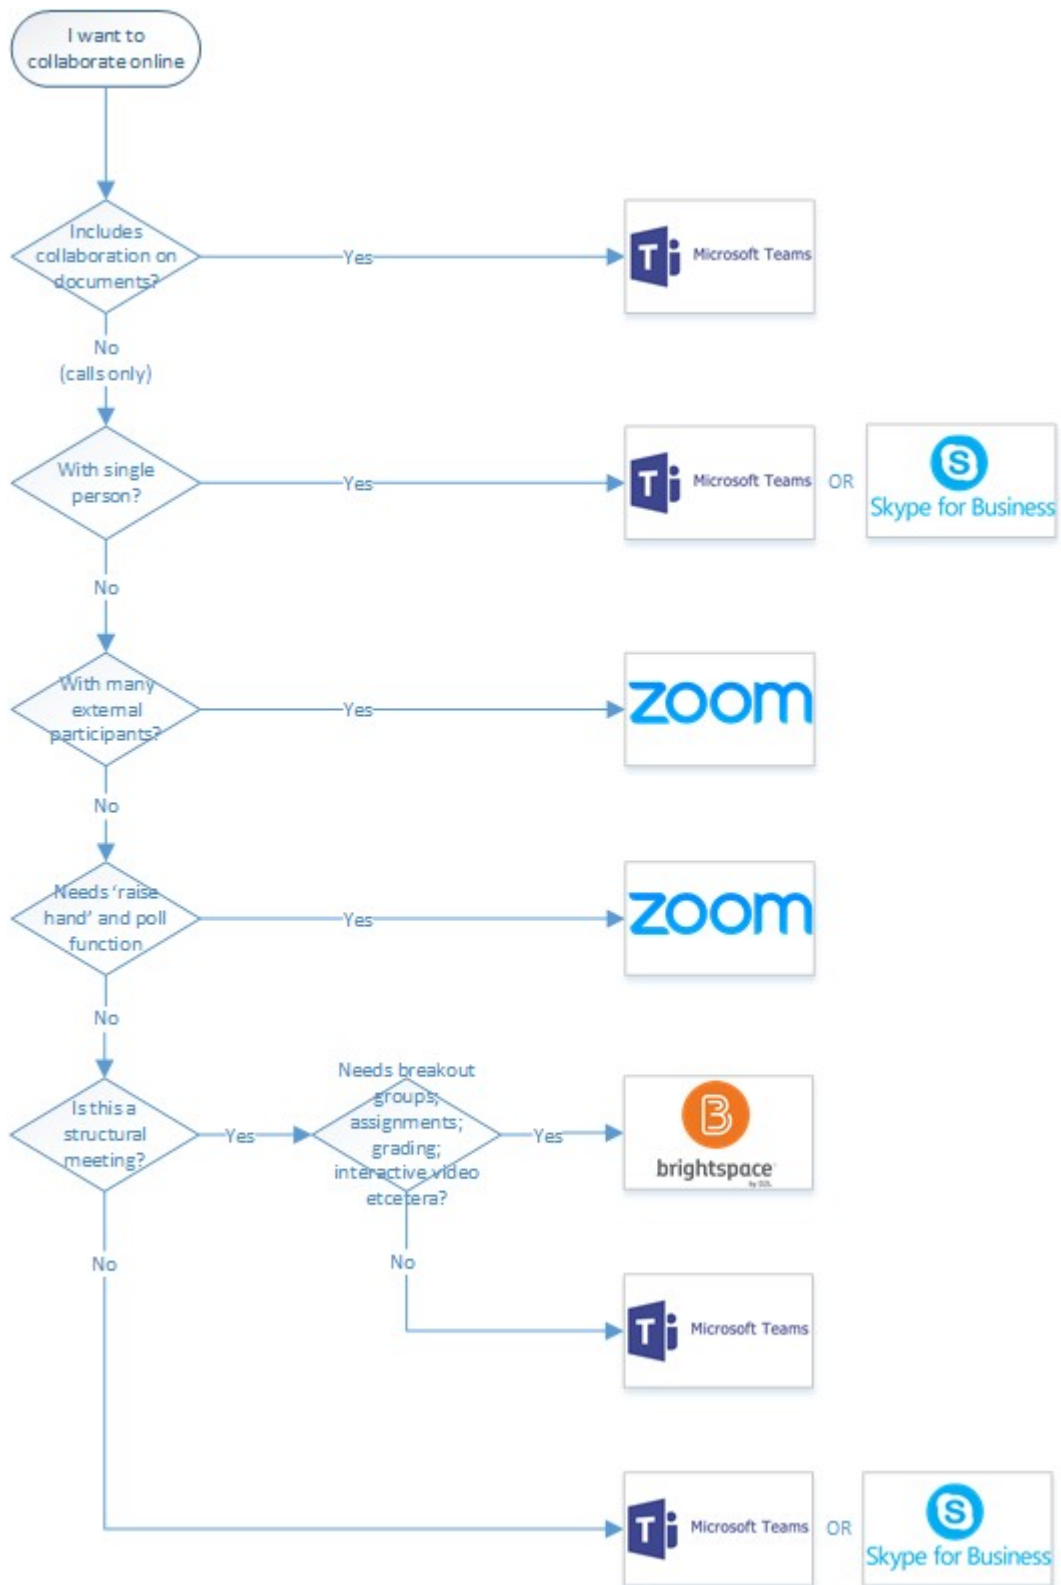 I want to
collaborate online
Includes
collaboration on
documents?
Yes
Microsoft Teams
No
(calls only)
With single
person?
Yes
Microsoft Teams
OR
Skype for Business
No
With many
external
participants?
Yes
zoom
No
Needs ‘raise
hand’ and poll
function
Yes
zoom
No
Is this a
structural
meeting?
Yes
Needs breakout
groups;
assignments;
grading;
interactive video
etcetera?
Yes
brightspace
by D2L
No
No
Microsoft Teams
Microsoft Teams
OR
Skype for Business